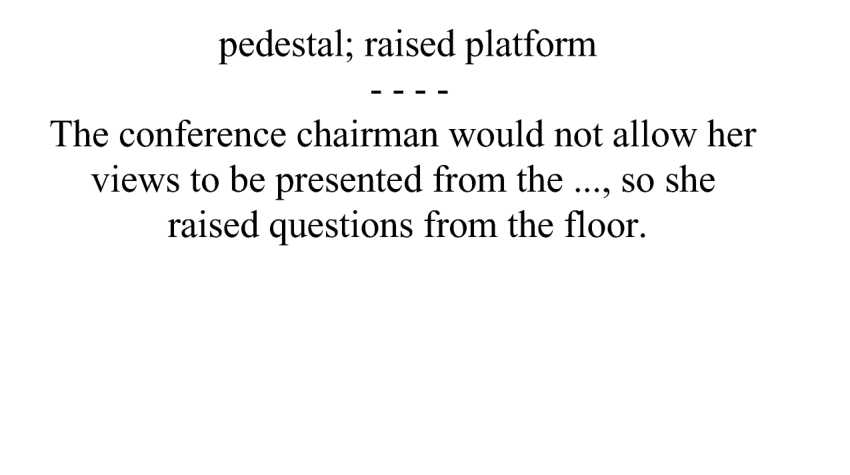 pedestal; raised platform
- - - -
The conference chairman would not allow her
views to be presented from the ..., so she
raised questions from the floor.